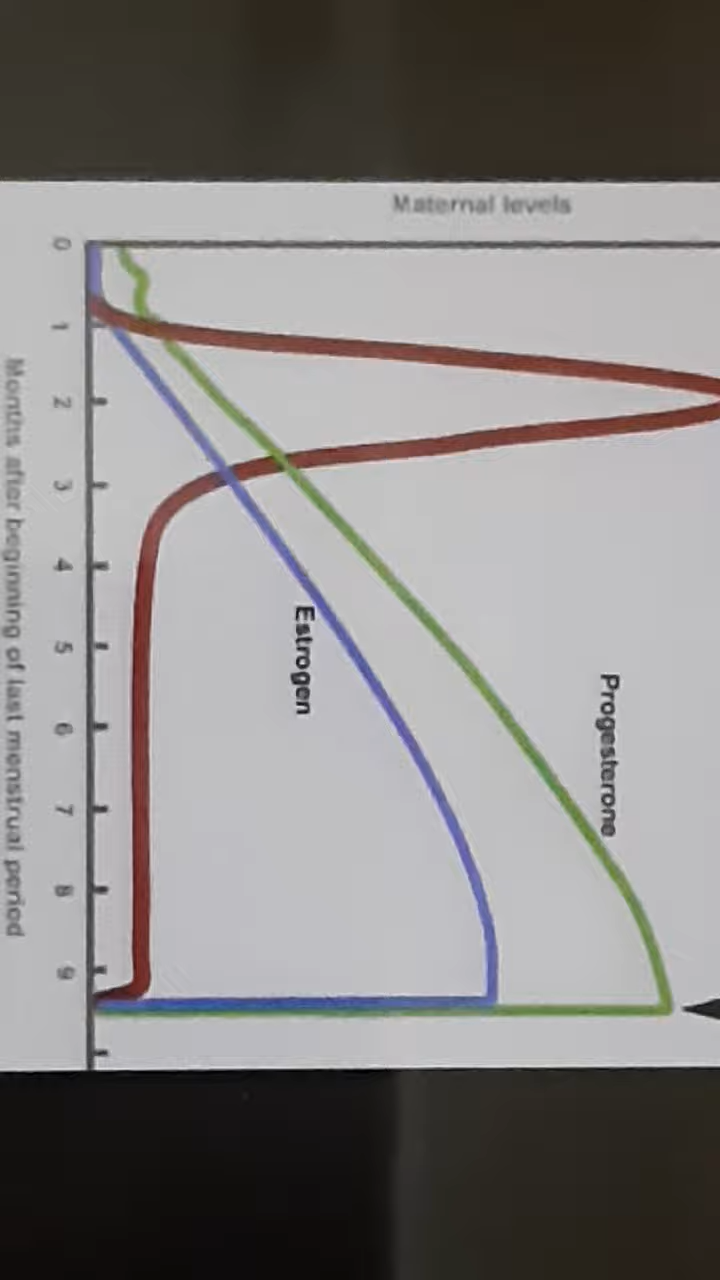 Maternal levels
Progesterone
Estrogen
0 1 2 3 4 5 6 7 8 9
Months after beginning of last menstrual period